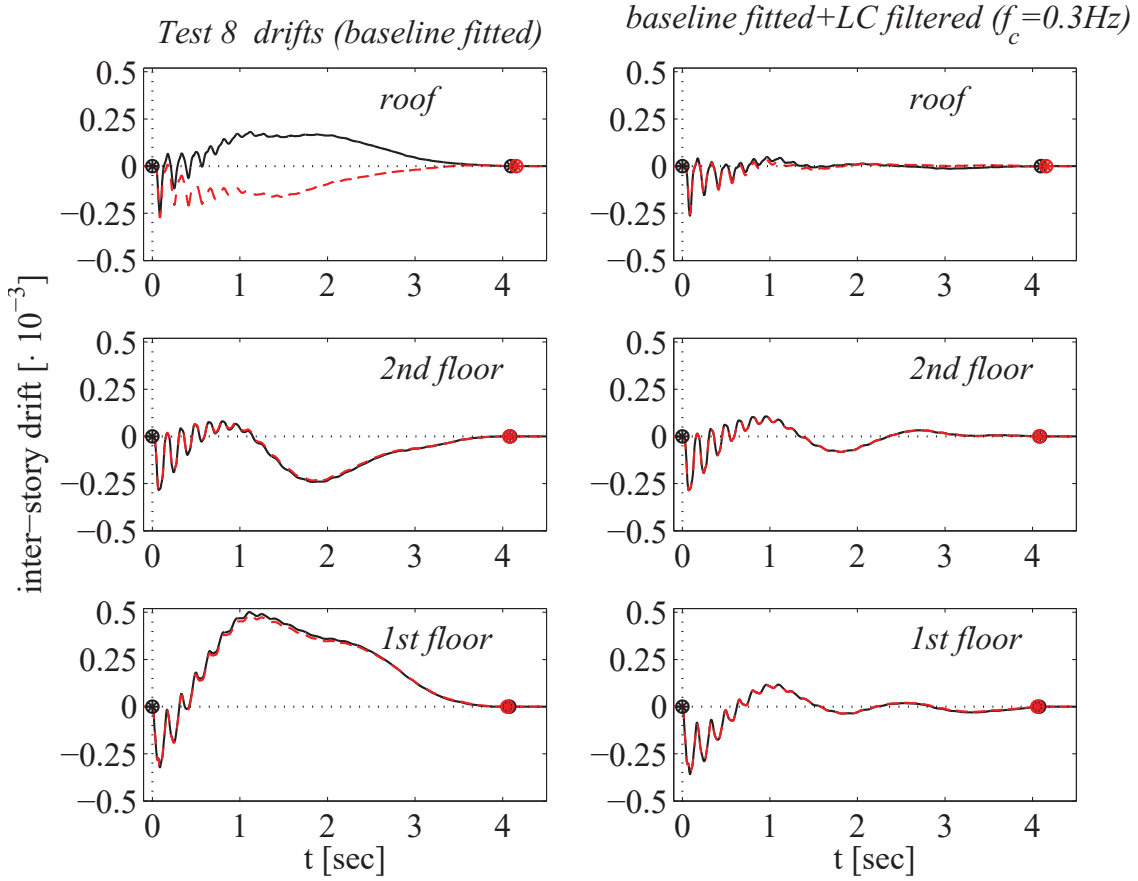 Test 8 drifts (baseline fitted)
baseline fitted+LC filtered (f_c=0.3Hz)
inter−story drift [· 10^−3]
roof
0.5
0.25
0
−0.25
−0.5
0 1 2 3 4
roof
0.5
0.25
0
−0.25
−0.5
0 1 2 3 4
2nd floor
0.5
0.25
0
−0.25
−0.5
0 1 2 3 4
2nd floor
0.5
0.25
0
−0.25
−0.5
0 1 2 3 4
1st floor
0.5
0.25
0
−0.25
−0.5
0 1 2 3 4
t [sec]
1st floor
0.5
0.25
0
−0.25
−0.5
0 1 2 3 4
t [sec]